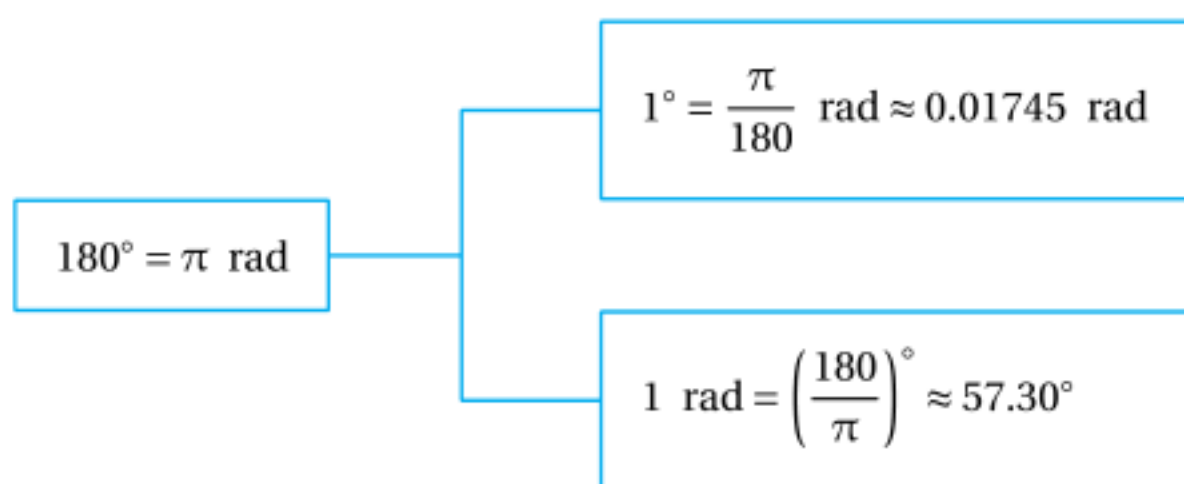 1° = π/180 rad ≈ 0.01745 rad
180° = π rad
1 rad = (180/π)° ≈ 57.30°